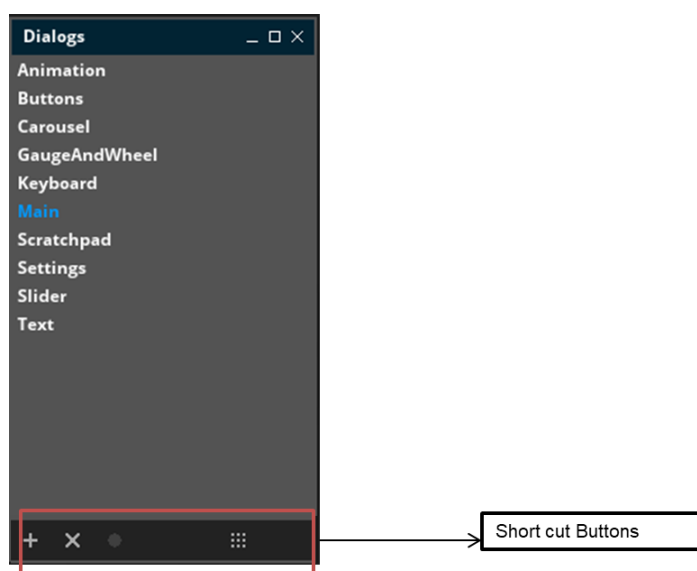 Dialogs
Animation
Buttons
Carousel
GaugeAndWheel
Keyboard
Main
Scratchpad
Settings
Slider
Text
Short cut Buttons